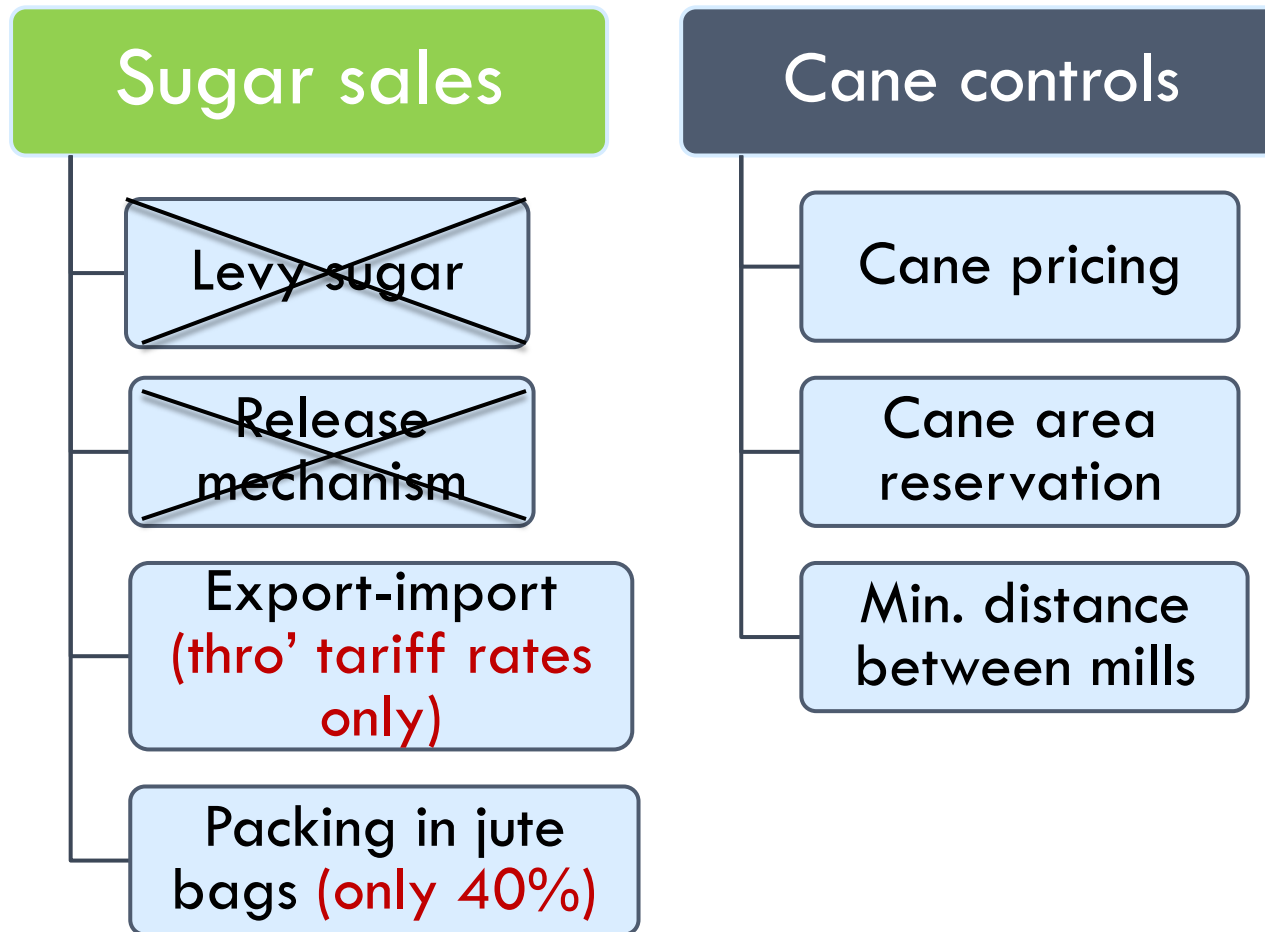 Sugar sales
Levy sugar
Release
mechanism
Export-import
(thro’ tariff rates
only)
Packing in jute
bags (only 40%)
Cane controls
Cane pricing
Cane area
reservation
Min. distance
between mills